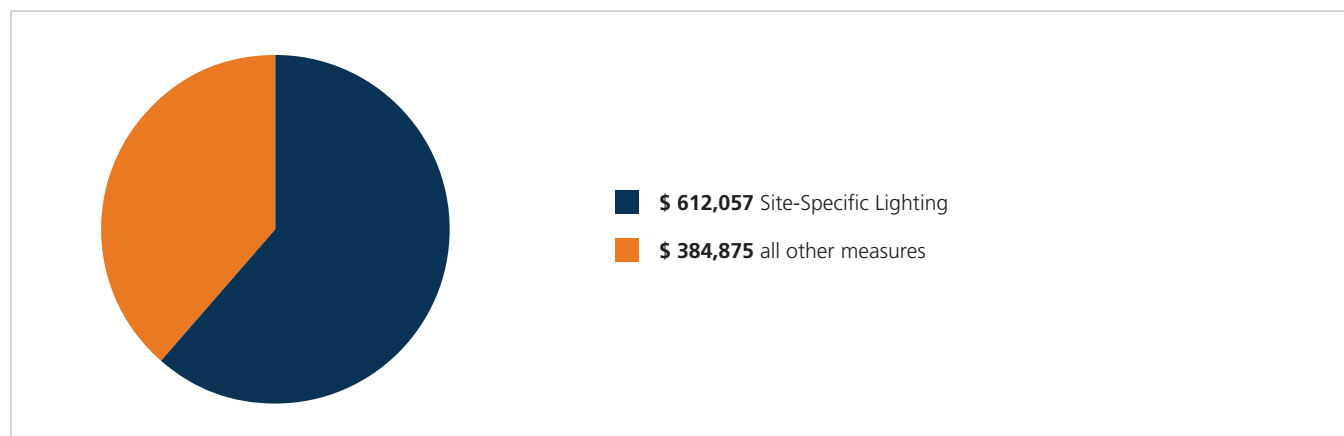 $ 612,057 Site-Specific Lighting
$ 384,875 all other measures